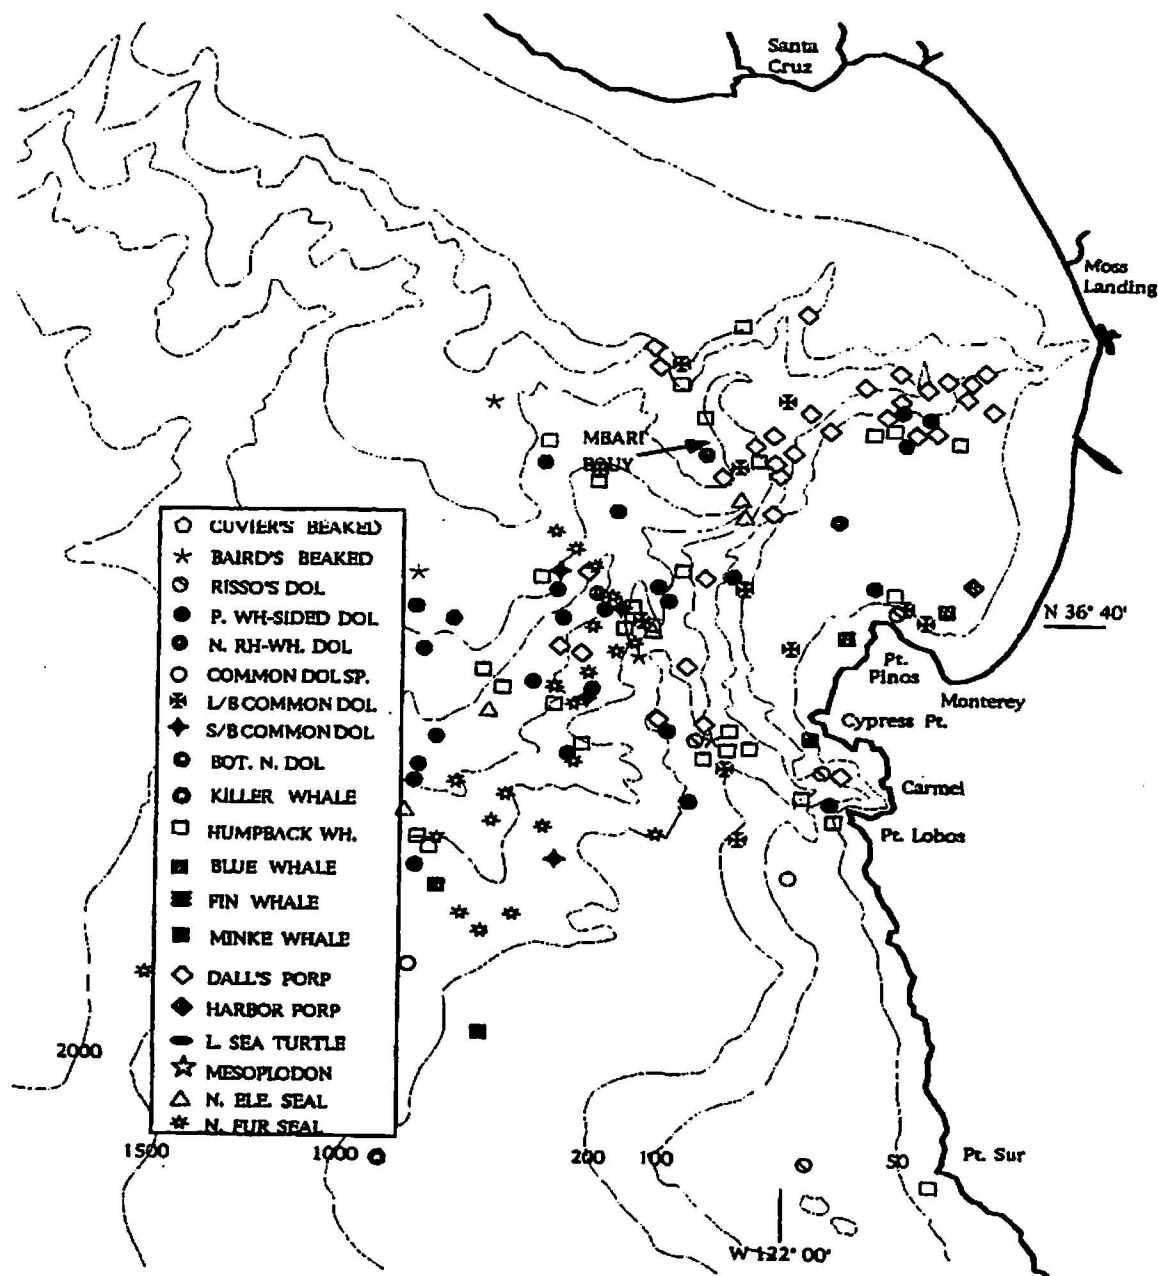 Santa
Cruz
Moss
Landing
MBARI
BOUY
CUVIER'S BEAKED
BAIRD'S BEAKED
RISSO'S DOL
P. WH-SIDED DOL
N. RH-WH. DOL
COMMON DOL SP.
L/B COMMON DOL
S/B COMMON DOL
BOT. N. DOL
KILLER WHALE
HUMPBACK WH.
BLUE WHALE
FIN WHALE
MINKE WHALE
DALL'S PORP
HARBOR PORP
L. SEA TURTLE
MESOPLODON
N. ELE. SEAL
N. FUR SEAL
N 36° 40'
Pt.
Pinos
Monterey
Cypress Pt.
Carmel
Pt. Lobos
2000
1500
1000
200
100
50
Pt. Sur
W 122° 00'